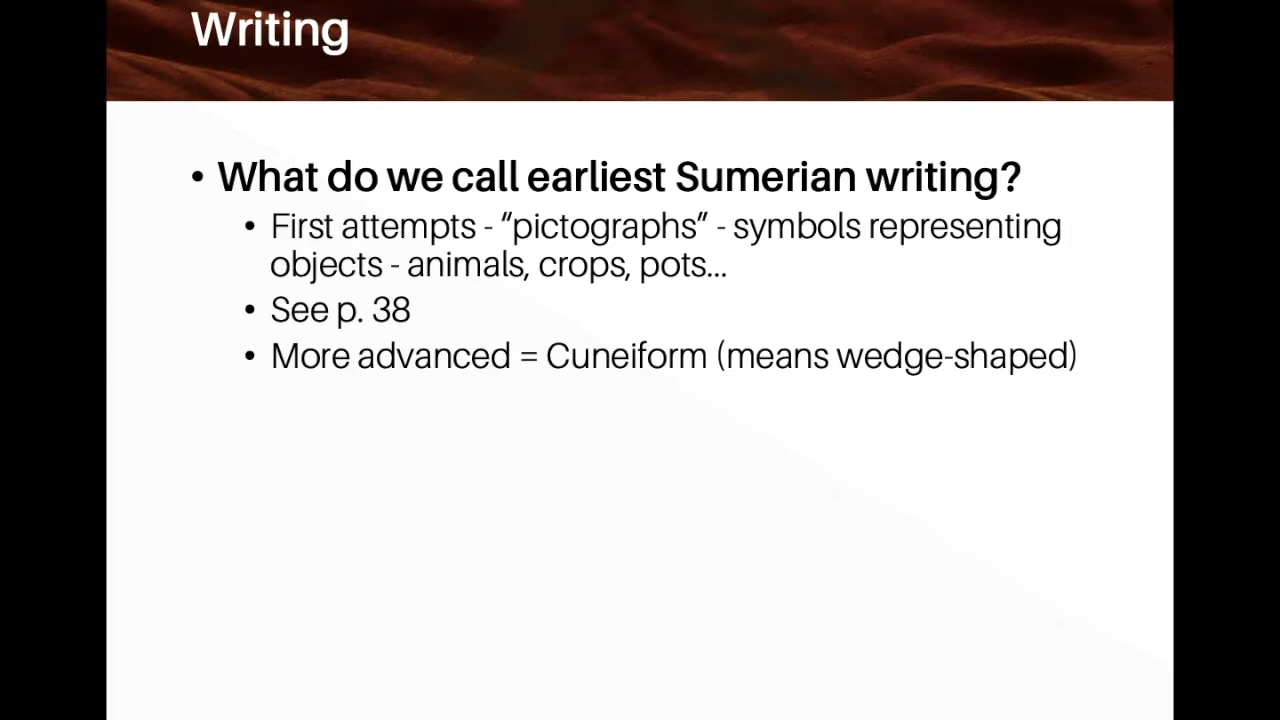 Writing
• What do we call earliest Sumerian writing?
• First attempts - “pictographs” - symbols representing
objects - animals, crops, pots...
• See p. 38
• More advanced = Cuneiform (means wedge-shaped)